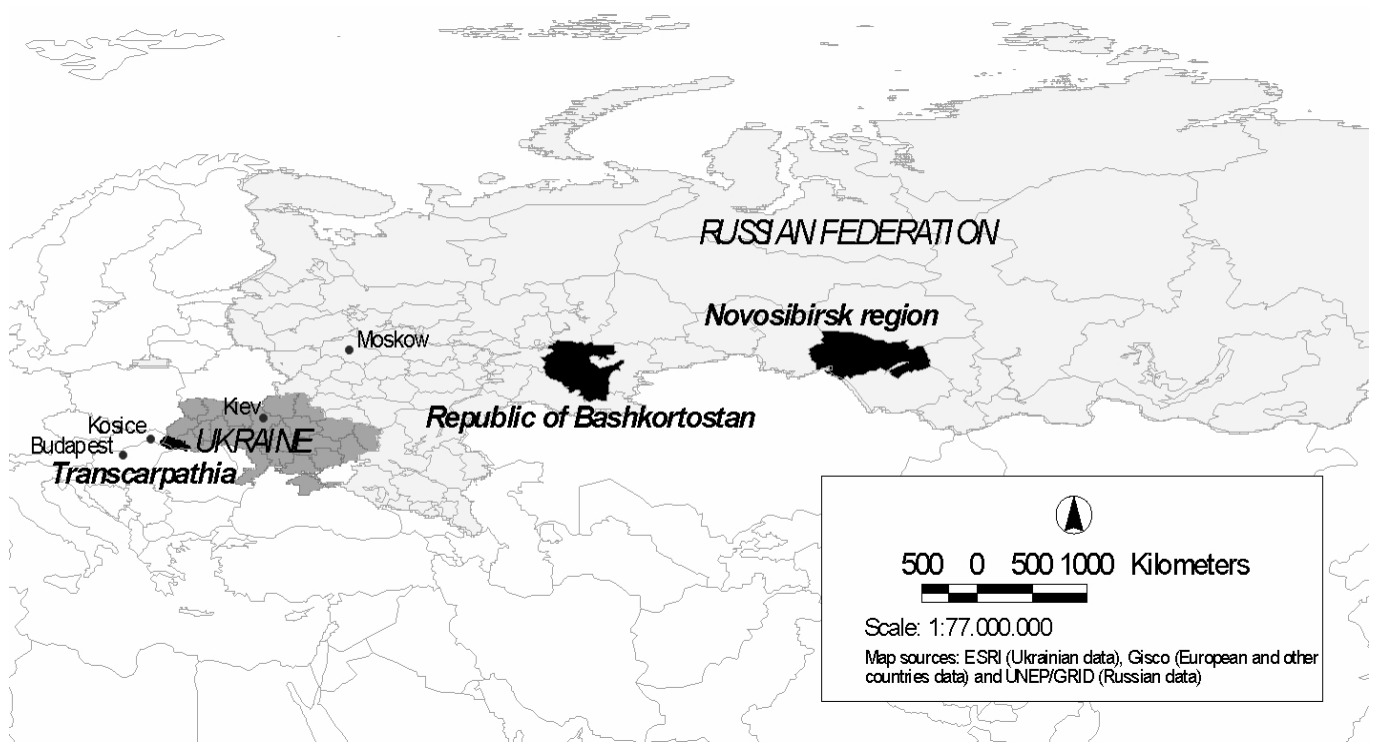 RUSSIAN FEDERATION
Novosibirsk region
Moskow
Republic of Bashkortostan
Kiev
Kosice
UKRAINE
Budapest
Transcarpathia
500 0 500 1000 Kilometers
Scale: 1:77.000.000
Map sources: ESRI (Ukrainian data), Gisco (European and other
countries data) and UNEP/GRID (Russian data)